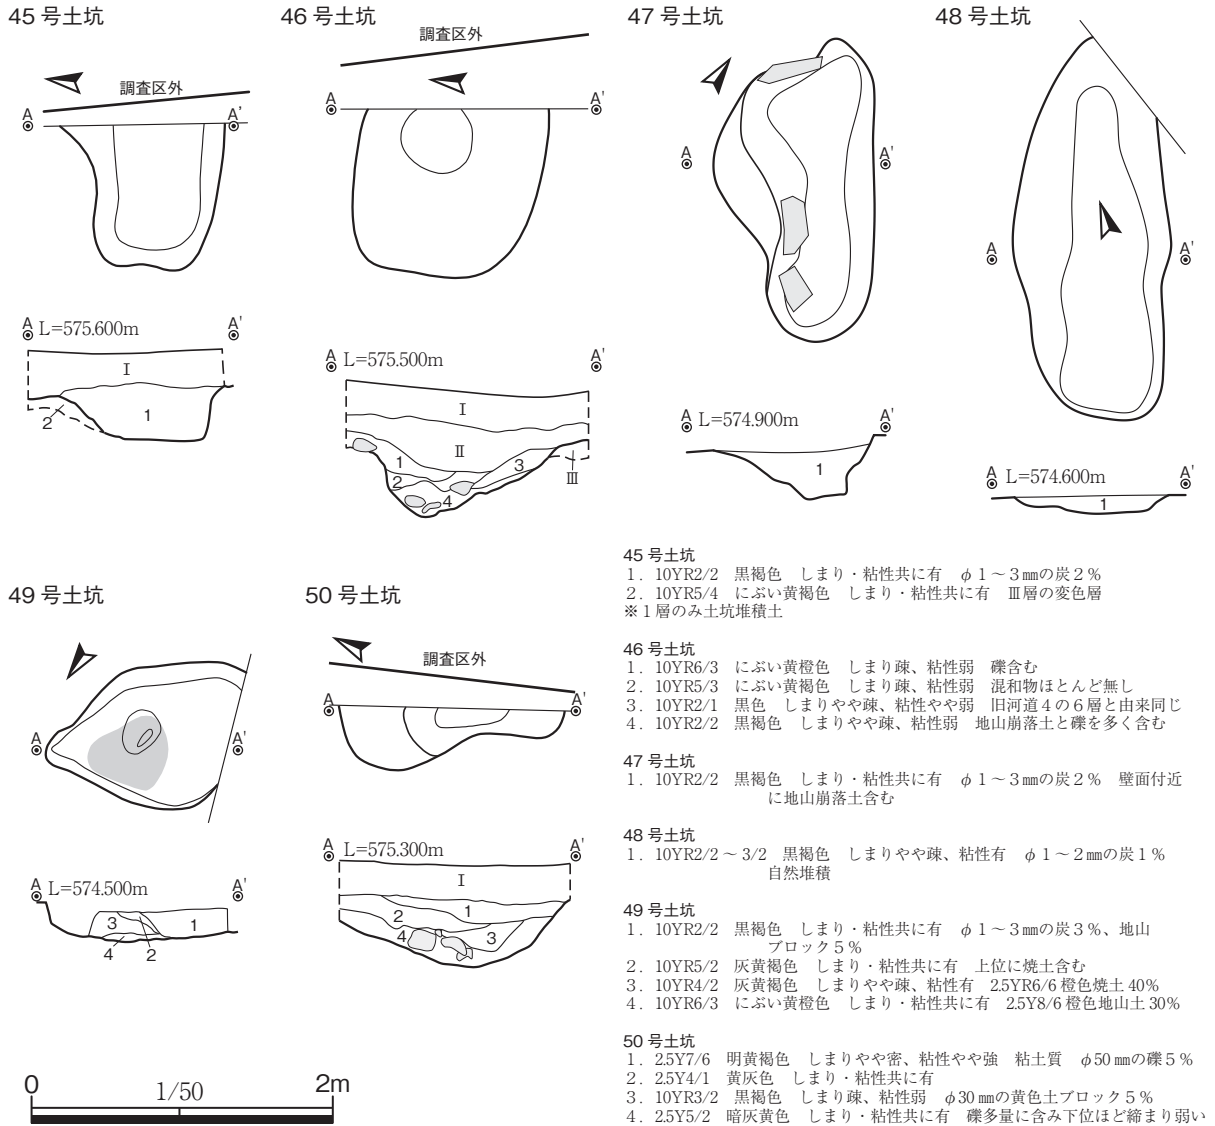 45 号土坑
46 号土坑
47 号土坑
48 号土坑
調査区外
調査区外
A
A'
A
A'
A
A'
A
A'
A L=575.600m A'
Ⅰ
1
2
A L=575.500m A'
Ⅰ
Ⅱ
1
2
3
4
Ⅲ
A L=574.900m A'
1
A L=574.600m A'
1
49 号土坑
50 号土坑
調査区外
A
A'
A
A'
A L=574.500m A'
3
1
4
2
A L=575.300m A'
Ⅰ
2
1
4
3
0 1/50 2m
45 号土坑
1．10YR2/2　黒褐色　しまり・粘性共に有　φ1～3㎜の炭2％
2．10YR5/4　にぶい黄褐色　しまり・粘性共に有　Ⅲ層の変色層
※1層のみ土坑堆積土
46 号土坑
1．10YR6/3　にぶい黄橙色　しまり疎、粘性弱　礫含む
2．10YR5/3　にぶい黄褐色　しまり疎、粘性弱　混和物ほとんど無し
3．10YR2/1　黒色　しまりやや疎、粘性やや弱　旧河道4の6層と由来同じ
4．10YR2/2　黒褐色　しまりやや疎、粘性弱　地山崩落土と礫を多く含む
47 号土坑
1．10YR2/2　黒褐色　しまり・粘性共に有　φ1～3㎜の炭2％　壁面付近
に地山崩落土含む
48 号土坑
1．10YR2/2～3/2　黒褐色　しまりやや疎、粘性有　φ1～2㎜の炭1％
自然堆積
49 号土坑
1．10YR2/2　黒褐色　しまり・粘性共に有　φ1～3㎜の炭3％、地山
ブロック5％
2．10YR5/2　灰黄褐色　しまり・粘性共に有　上位に焼土含む
3．10YR4/2　灰黄褐色　しまりやや疎、粘性有　2.5YR6/6 橙色焼土 40％
4．10YR6/3　にぶい黄橙色　しまり・粘性共に有　2.5Y8/6 橙色地山土 30％
50 号土坑
1．2.5Y7/6　明黄褐色　しまりやや密、粘性やや強　粘土質　φ50㎜の礫5％
2．2.5Y4/1　黄灰色　しまり・粘性共に有
3．10YR3/2　黒褐色　しまり疎、粘性弱　φ30㎜の黄色土ブロック5％
4．2.5Y5/2　暗灰黄色　しまり・粘性共に有　礫多量に含み下位ほど締まり弱い